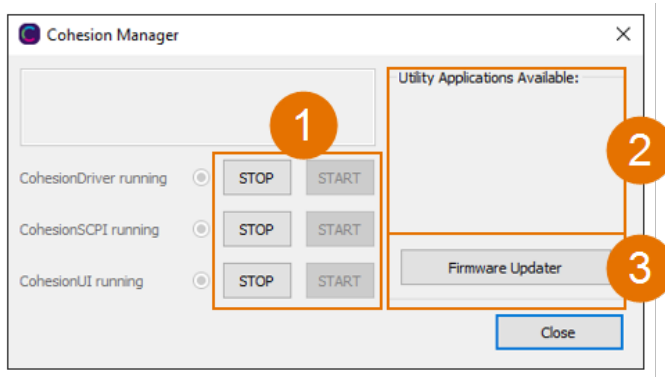 Cohesion Manager
Utility Applications Available:
1
2
CohesionDriver running STOP START
CohesionSCPI running STOP START
CohesionUI running STOP START
Firmware Updater
3
Close